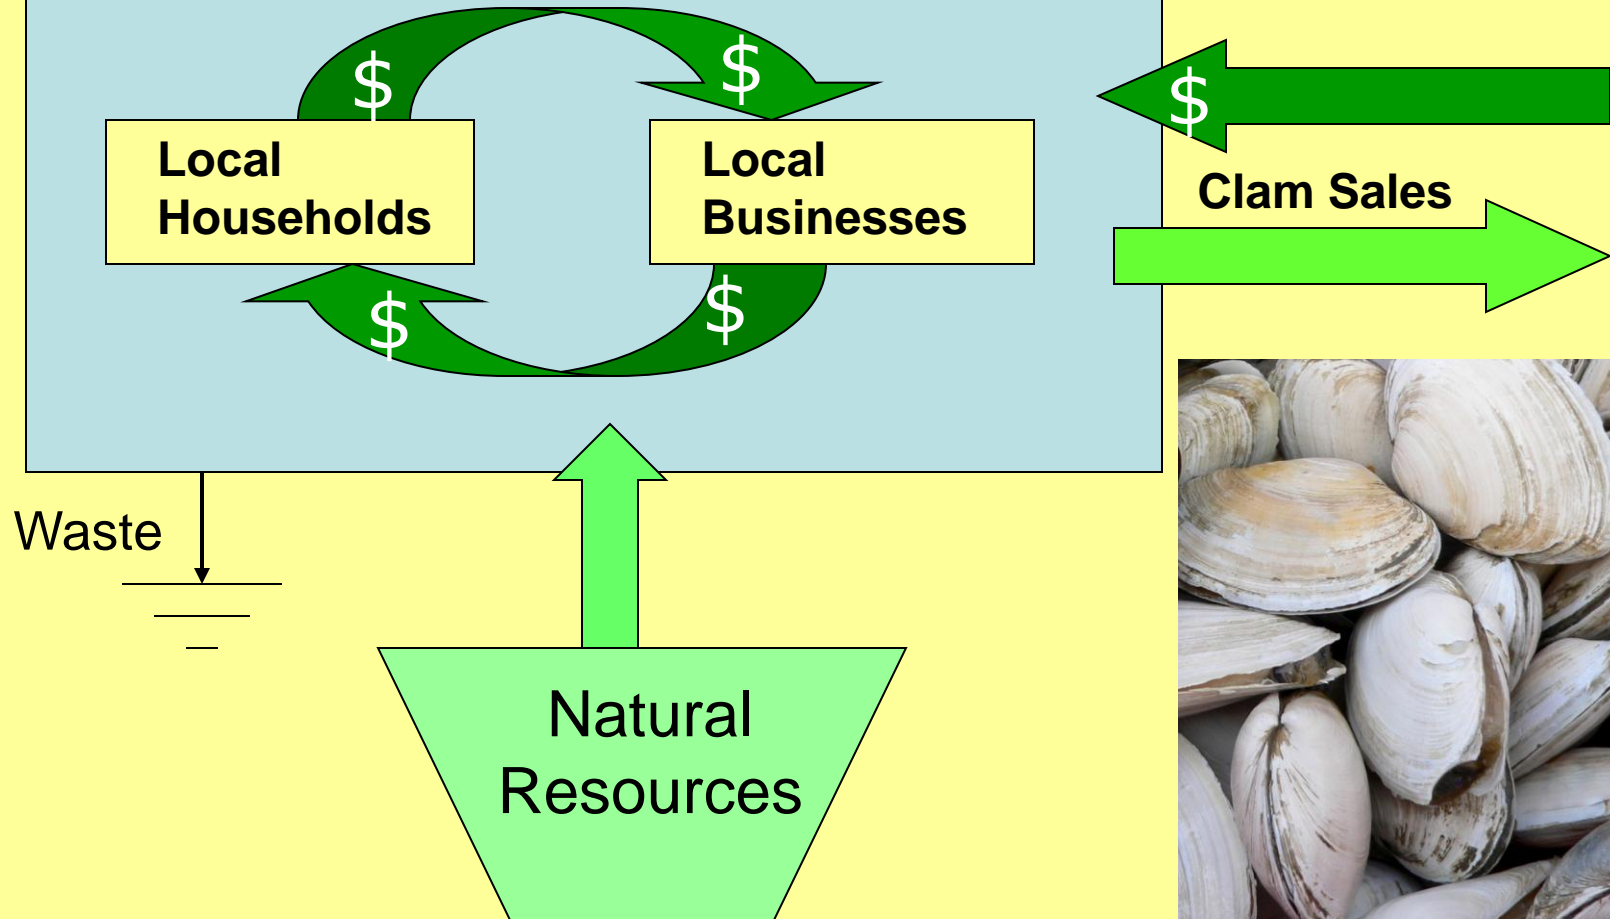 $
$
$
Local
Households
Local
Businesses
Clam Sales
$
$
Waste
Natural
Resources